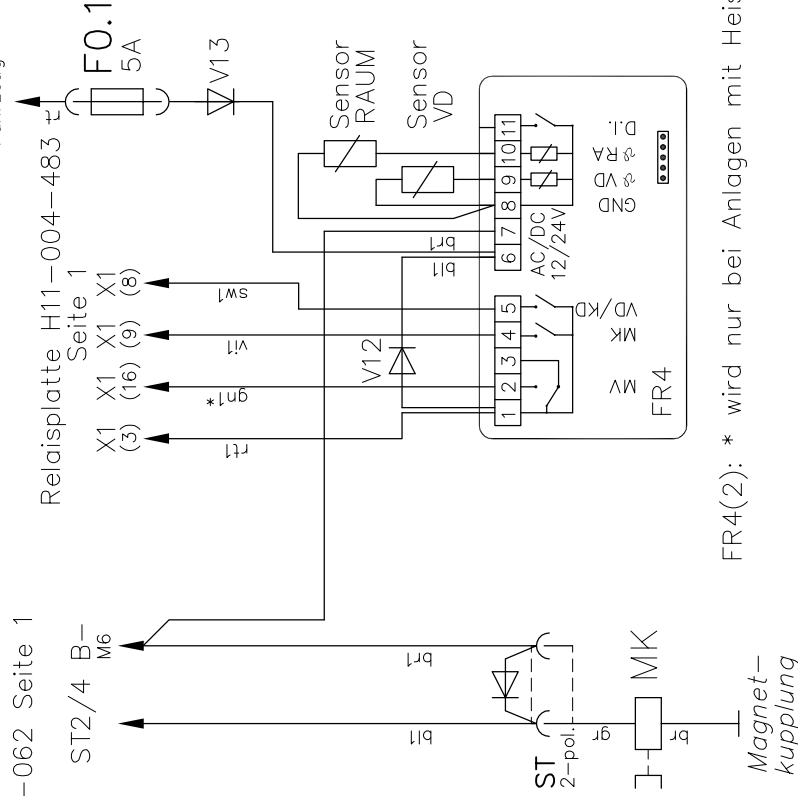 -062 Seite 1
ST2/4
B-
M6
Relaisplatte H11-004-483
Seite 1
X1
(3)
X1
(16)
X1
(9)
X1
(8)
rt
F0.1
5A
V13
rt1
gn1*
vi1
sw1
V12
bl1
br1
Sensor
RAUM
Sensor
VD
1
2
3
4
5
6
7
8
9
10
11
AC/DC
12/24V
MV
MK
VD/KD
GND
ϑ VD
ϑ RA
D.I.
FR4
FR4(2): * wird nur bei Anlagen mit Heis
bl1
br1
ST
2-pol.
gr
MK
br
Magnet-
kupplung